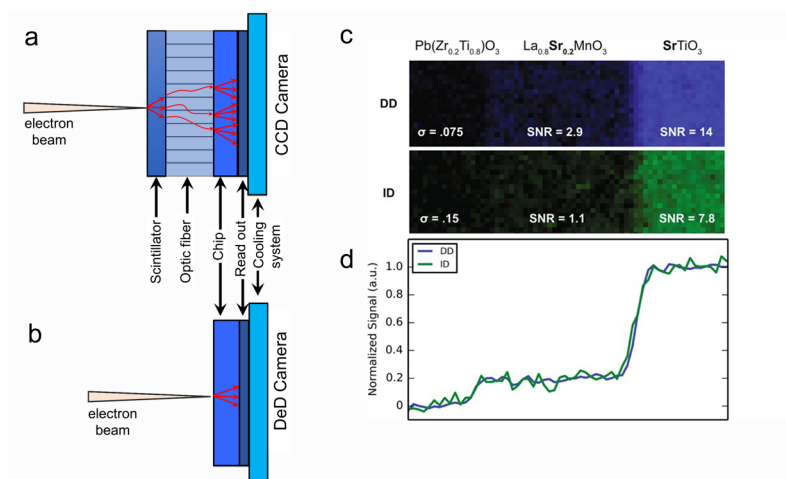 a
electron
beam
CCD Camera
Scintillator
Optic fiber
Chip
Read out
Cooling
system
b
electron
beam
DeD Camera
c
Pb(Zr₀.₂Ti₀.₈)O₃ La₀.₈Sr₀.₂MnO₃ SrTiO₃
DD
σ = .075 SNR = 2.9 SNR = 14
ID
σ = .15 SNR = 1.1 SNR = 7.8
d
DD
ID
Normalized Signal (a.u.)
1.0
0.8
0.6
0.4
0.2
0